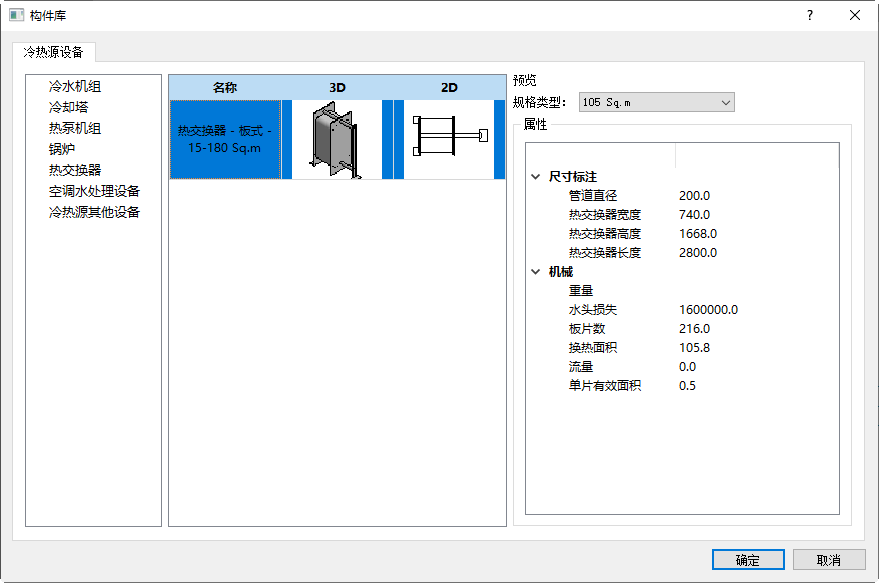 构件库
冷热源设备
冷水机组
冷却塔
热泵机组
锅炉
热交换器
空调水处理设备
冷热源其他设备
名称 3D 2D
热交换器 - 板式 -
15-180 Sq.m
预览
规格类型： 105 Sq.m
属性
尺寸标注
管道直径 200.0
热交换器宽度 740.0
热交换器高度 1668.0
热交换器长度 2800.0
机械
重量
水头损失 1600000.0
板片数 216.0
换热面积 105.8
流量 0.0
单片有效面积 0.5
确定 取消